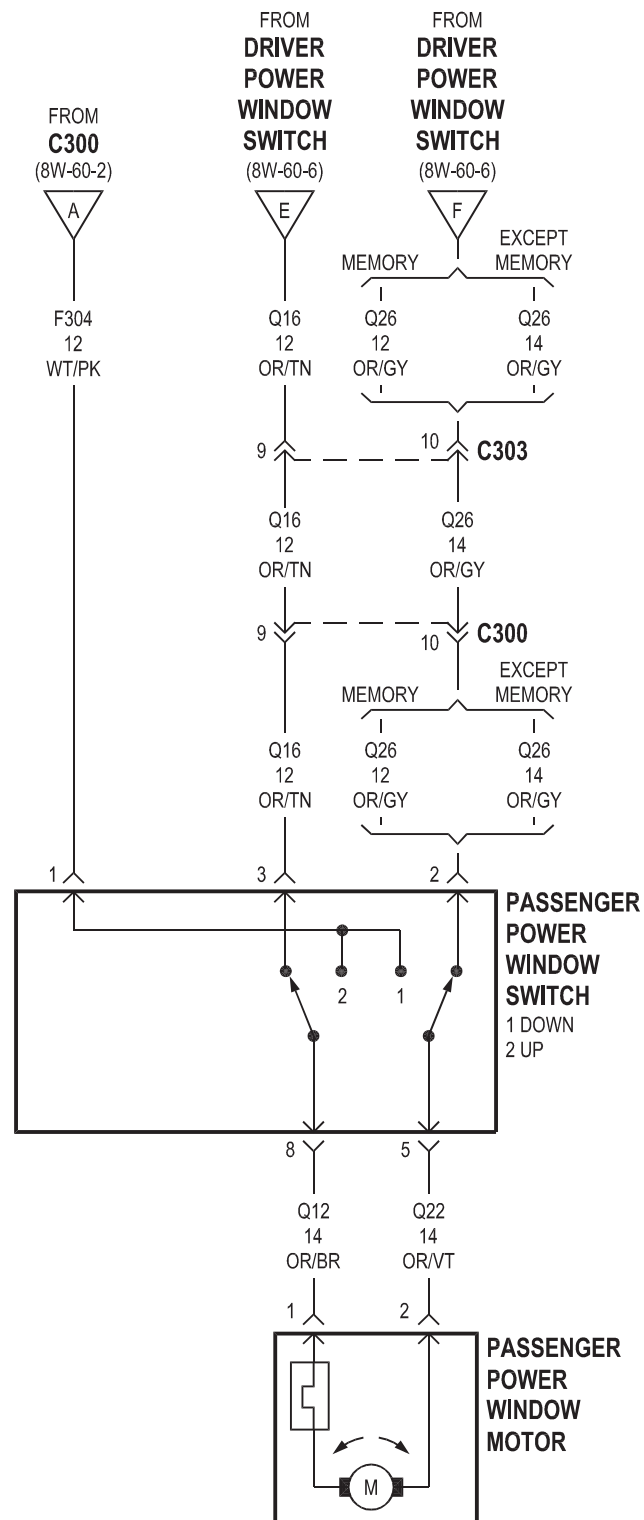 FROM
C300
(8W-60-2)
A
FROM
DRIVER
POWER
WINDOW
SWITCH
(8W-60-6)
E
FROM
DRIVER
POWER
WINDOW
SWITCH
(8W-60-6)
F
MEMORY
EXCEPT
MEMORY
F304
12
WT/PK
Q16
12
OR/TN
Q26
12
OR/GY
Q26
14
OR/GY
9
10
C303
Q16
12
OR/TN
Q26
14
OR/GY
9
10
C300
MEMORY
EXCEPT
MEMORY
Q16
12
OR/TN
Q26
12
OR/GY
Q26
14
OR/GY
1
3
2
2
1
PASSENGER
POWER
WINDOW
SWITCH
1 DOWN
2 UP
8
5
Q12
14
OR/BR
Q22
14
OR/VT
1
2
PASSENGER
POWER
WINDOW
MOTOR
M